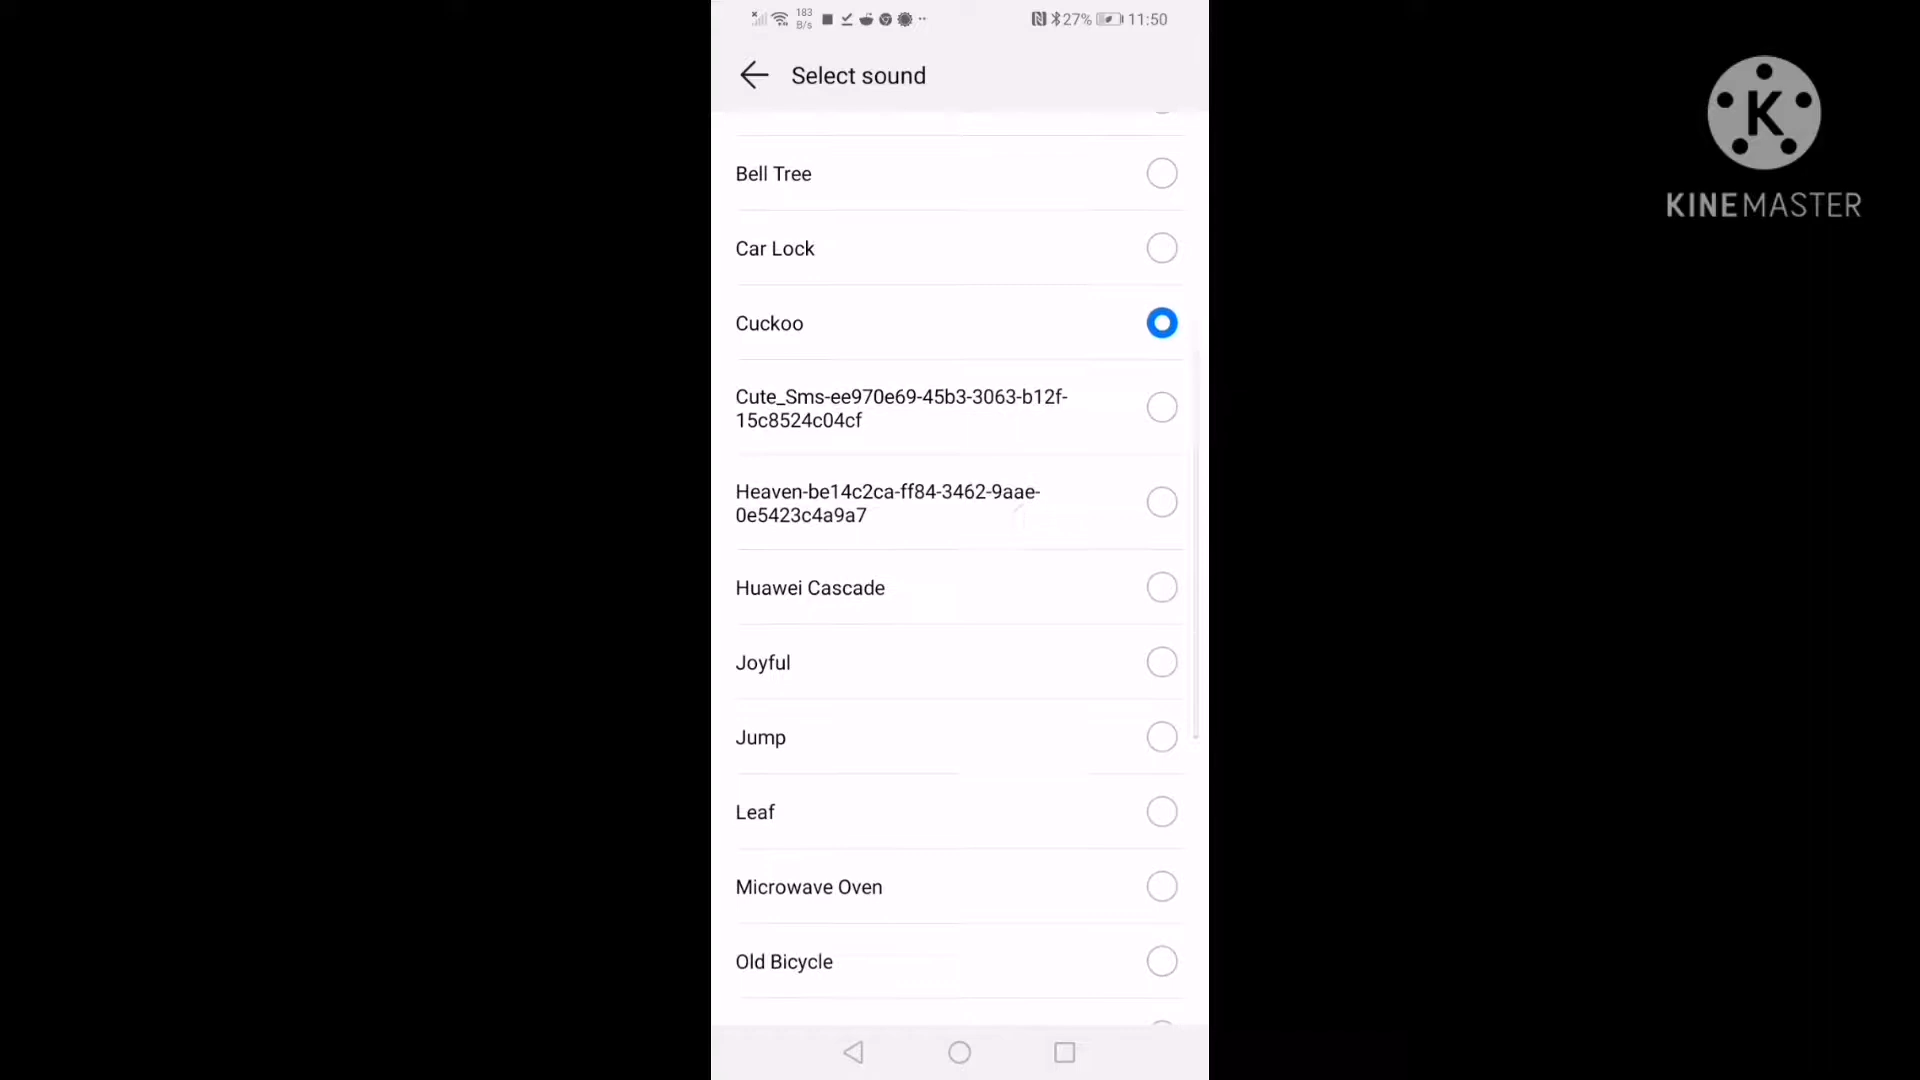 183
B/s
27%
11:50
Select sound
K
KINEMASTER
Bell Tree
Car Lock
Cuckoo
Cute_Sms-ee970e69-45b3-3063-b12f-
15c8524c04cf
Heaven-be14c2ca-ff84-3462-9aae-
0e5423c4a9a7
Huawei Cascade
Joyful
Jump
Leaf
Microwave Oven
Old Bicycle